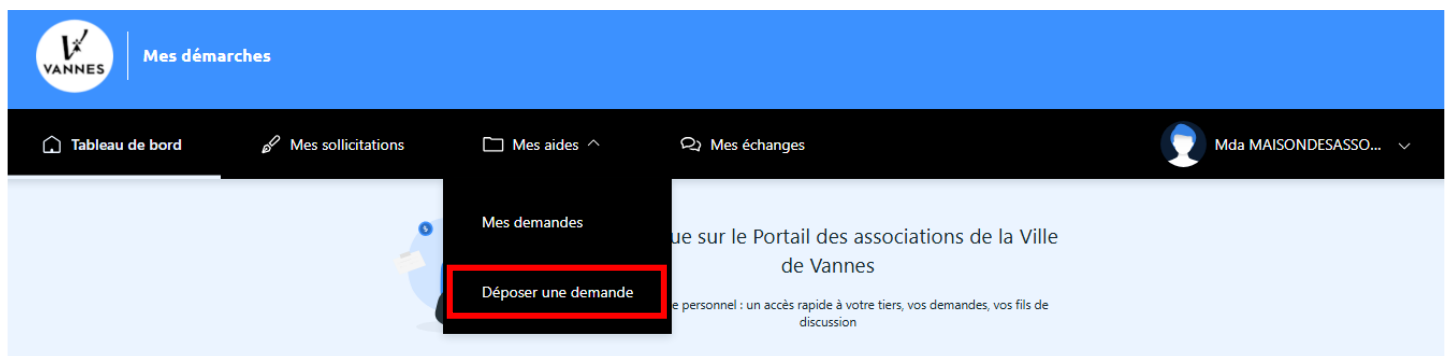 VANNES
Mes démarches
Tableau de bord
Mes sollicitations
Mes aides
Mes échanges
Mda MAISONDESASSO...
Mes demandes
Déposer une demande
ue sur le Portail des associations de la Ville
de Vannes
e personnel : un accès rapide à votre tiers, vos demandes, vos fils de
discussion